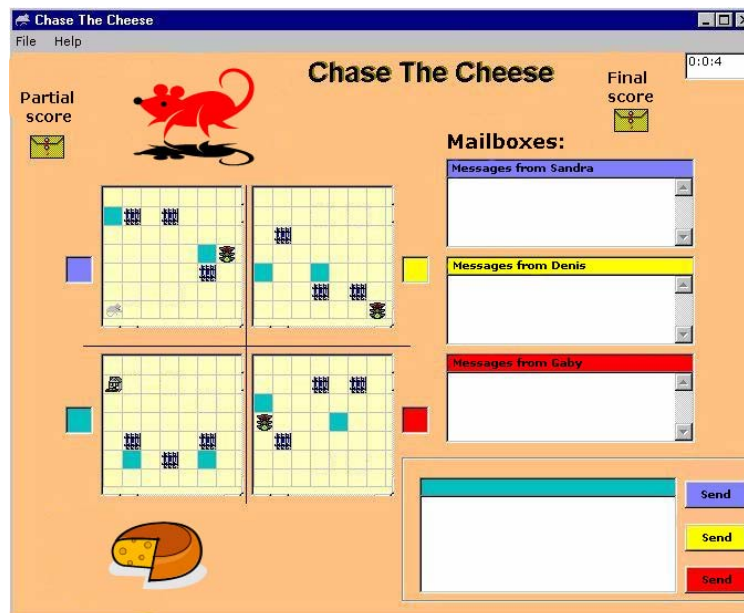 Chase The Cheese
File Help
Chase The Cheese
0:0:4
Partial
score
Final
score
Mailboxes:
Messages from Sandra
Messages from Denis
Messages from Gaby
Send
Send
Send